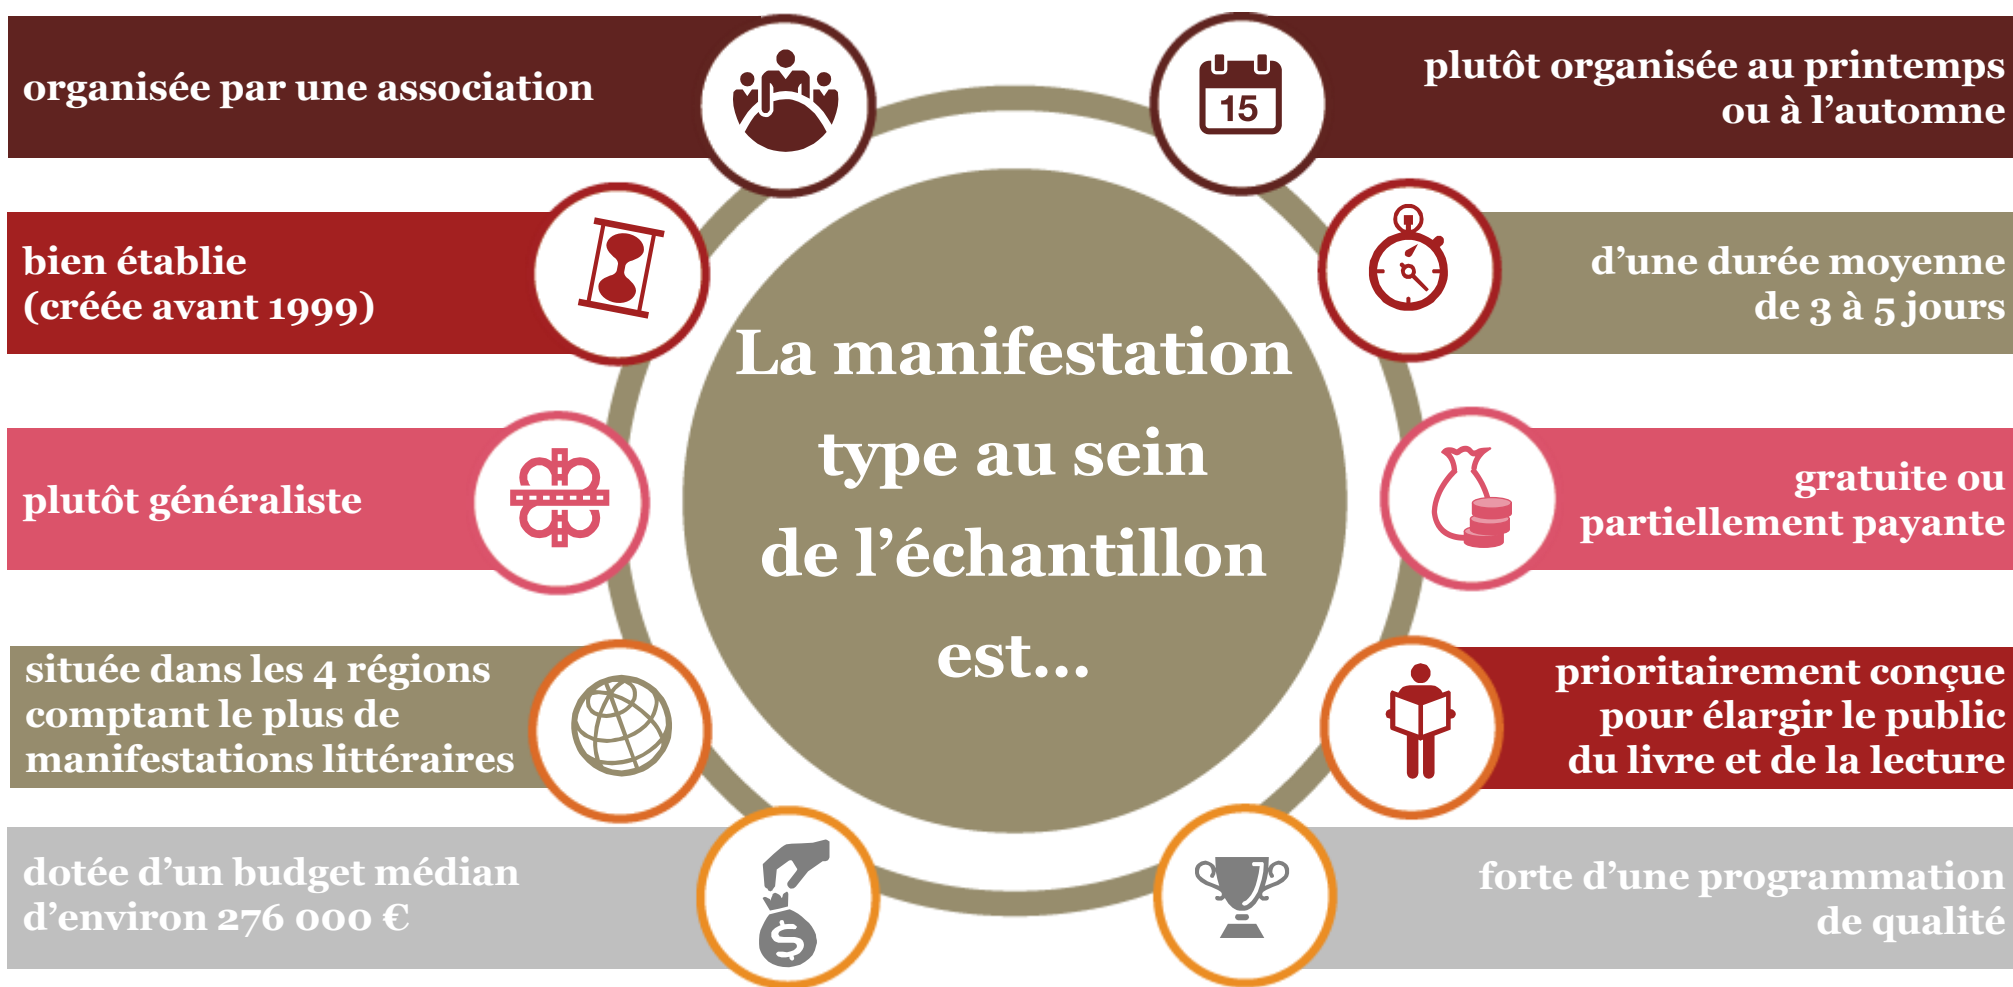 organisée par une association
bien établie
(créée avant 1999)
plutôt généraliste
située dans les 4 régions
comptant le plus de
manifestations littéraires
dotée d’un budget médian
d’environ 276 000 €
La manifestation
type au sein
de l’échantillon
est…
15
plutôt organisée au printemps
ou à l’automne
d’une durée moyenne
de 3 à 5 jours
gratuite ou
partiellement payante
prioritairement conçue
pour élargir le public
du livre et de la lecture
forte d’une programmation
de qualité
$